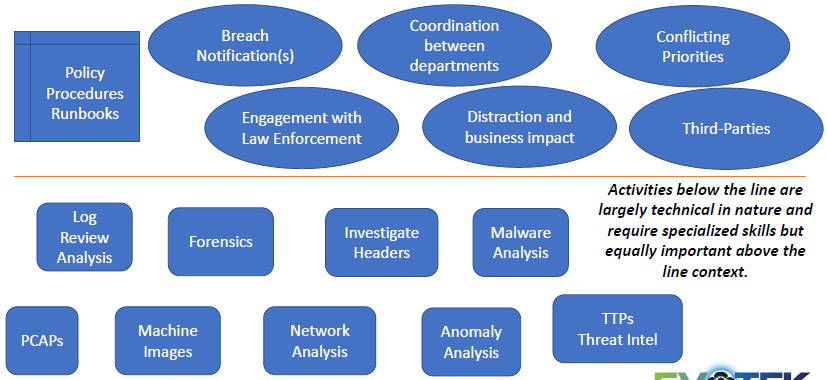 Policy
Procedures
Runbooks
Breach
Notification(s)
Coordination
between
departments
Conflicting
Priorities
Engagement with
Law Enforcement
Distraction and
business impact
Third-Parties
Activities below the line are
largely technical in nature and
require specialized skills but
equally important above the
line context.
Log
Review
Analysis
Forensics
Investigate
Headers
Malware
Analysis
PCAPs
Machine
Images
Network
Analysis
Anomaly
Analysis
TTPs
Threat Intel